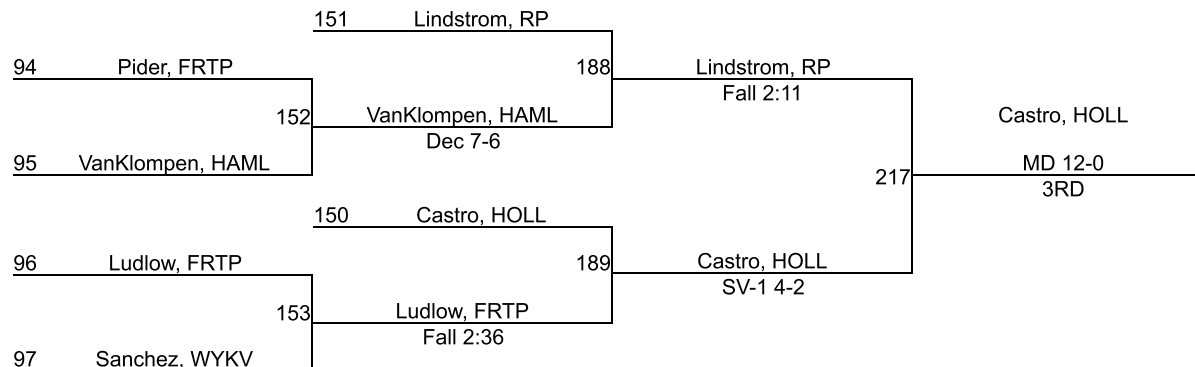 151 Lindstrom, RP
94 Pider, FRTP
188 Lindstrom, RP
Fall 2:11
152 VanKlompen, HAML
Dec 7-6
Castro, HOLL
95 VanKlompen, HAML
MD 12-0
217
3RD
150 Castro, HOLL
96 Ludlow, FRTP
189 Castro, HOLL
SV-1 4-2
153 Ludlow, FRTP
Fall 2:36
97 Sanchez, WYKV